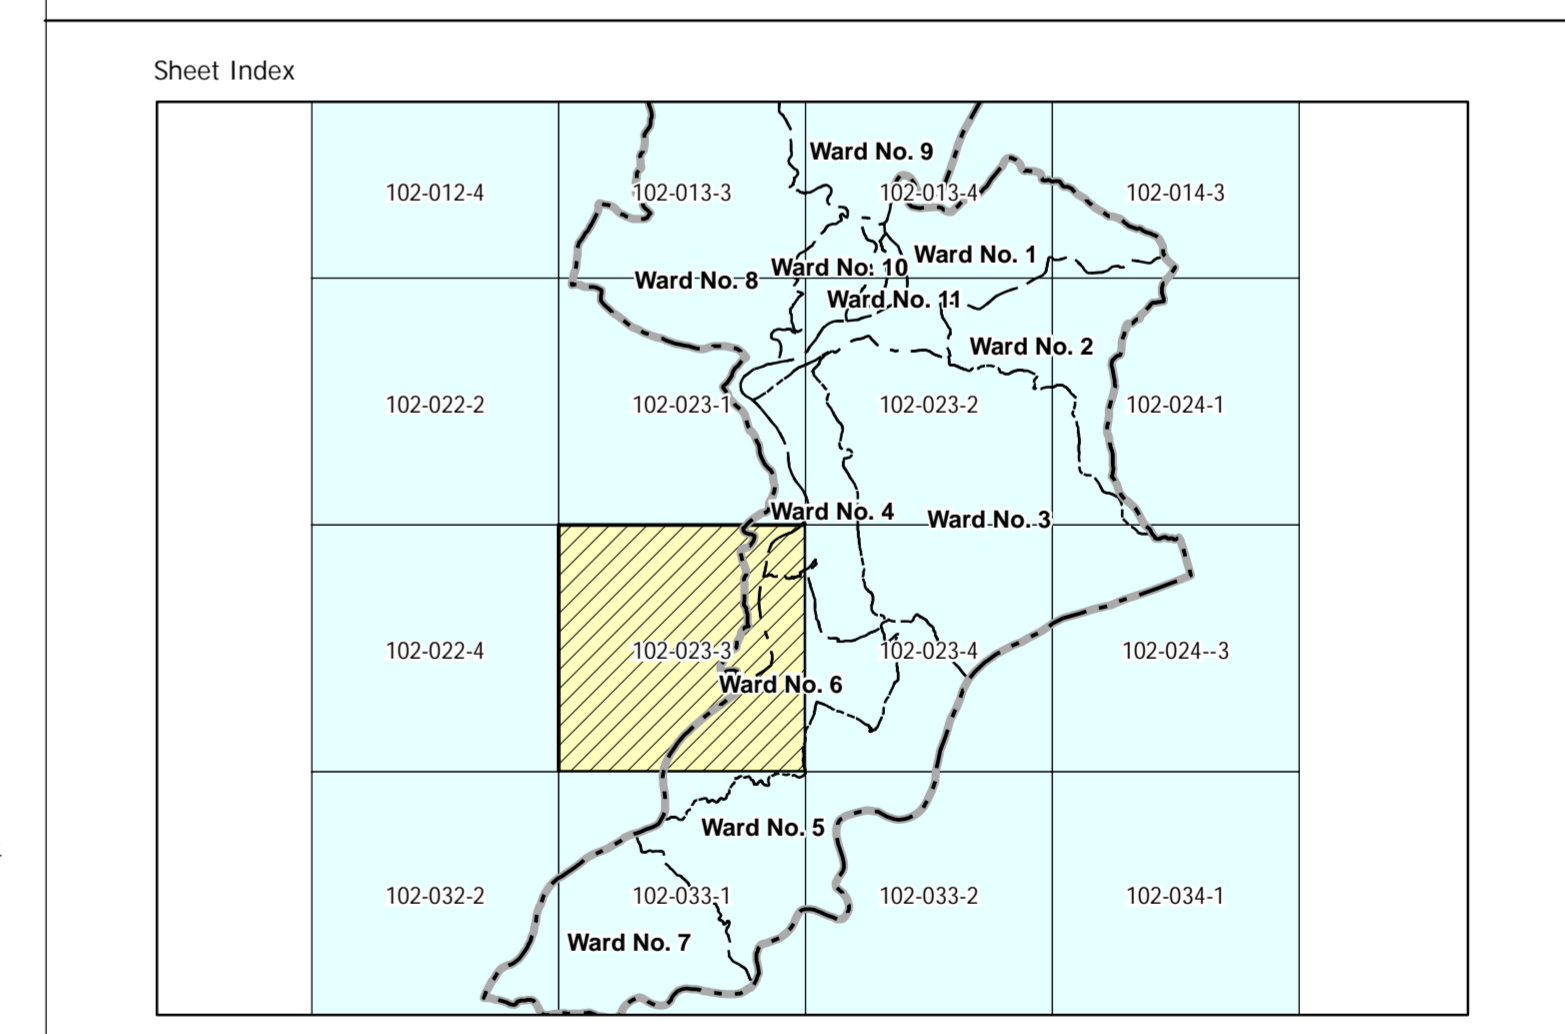 Sheet Index
Ward No. 9
102-012-4
102-013-3
102-013-4
102-014-3
Ward No. 1
Ward No. 10
Ward No. 8
Ward No. 11
Ward No. 2
102-022-2
102-023-1
102-023-2
102-024-1
Ward No. 4
Ward No. 3
102-022-4
102-023-3
102-023-4
102-024--3
Ward No. 6
Ward No. 5
102-032-2
102-033-1
102-033-2
102-034-1
Ward No. 7